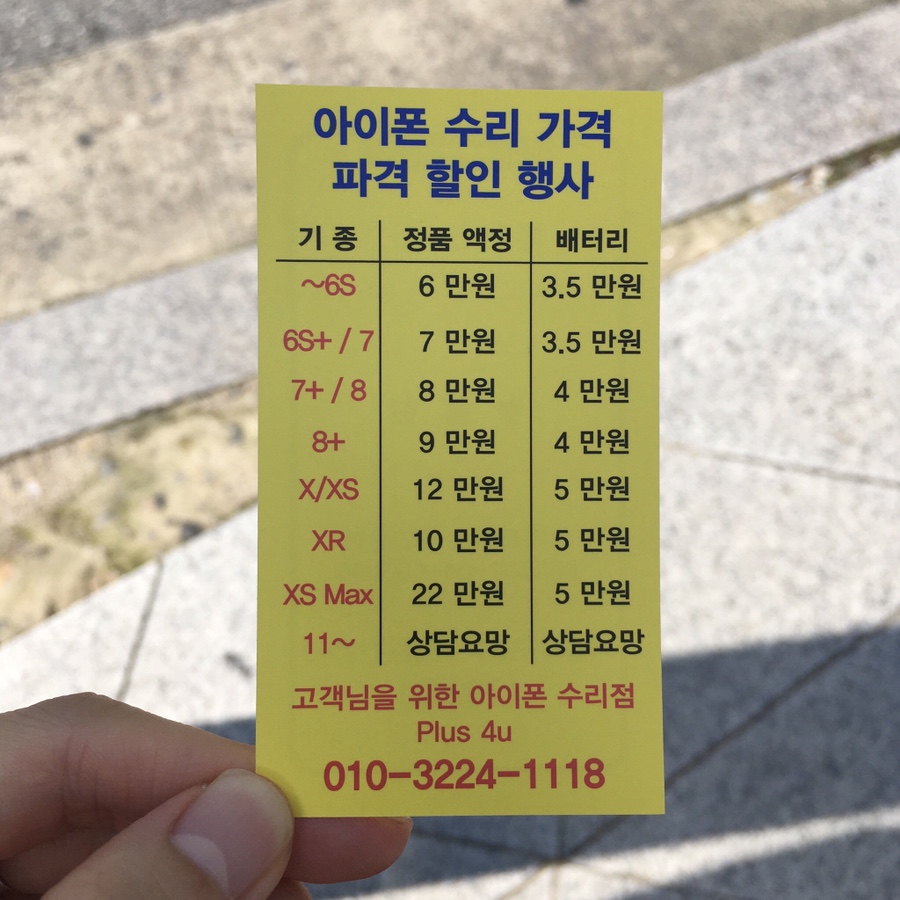 아이폰 수리 가격
파격 할인 행사
기 종 정품 액정 배터리
~6S 6 만원 3.5 만원
6S+ / 7 7 만원 3.5 만원
7+ / 8 8 만원 4 만원
8+ 9 만원 4 만원
X/XS 12 만원 5 만원
XR 10 만원 5 만원
XS Max 22 만원 5 만원
11~ 상담요망 상담요망
고객님을 위한 아이폰 수리점
Plus 4u
010-3224-1118